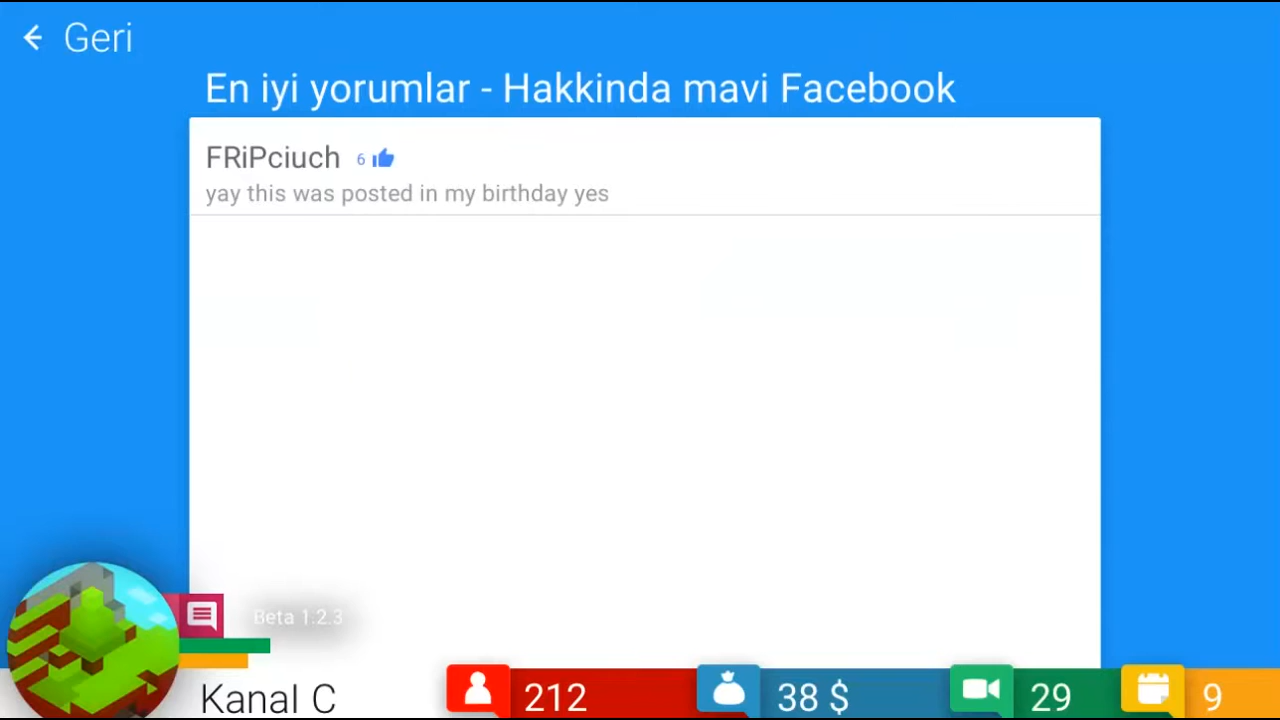 Geri
En iyi yorumlar - Hakkinda mavi Facebook
FRiPciuch 6
yay this was posted in my birthday yes
Beta 1.2.3
Kanal C 212 38 $ 29 9